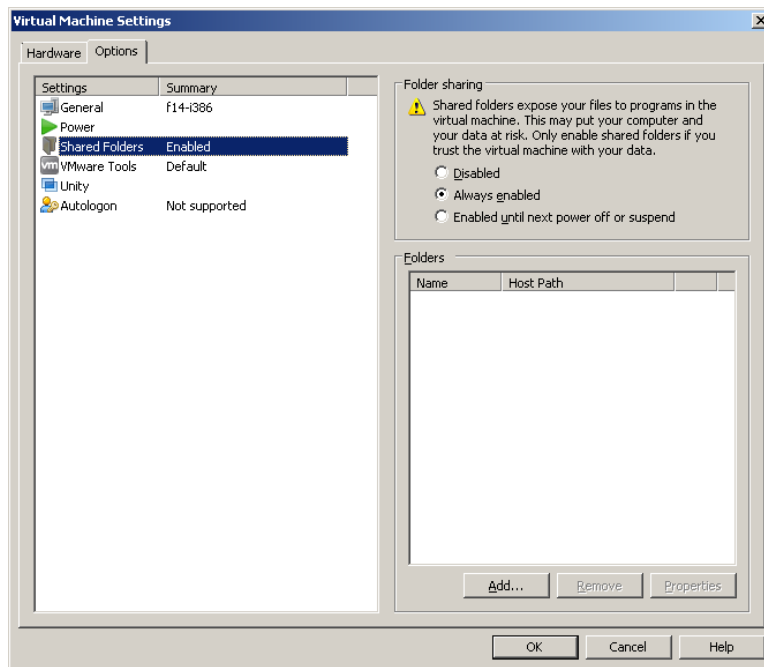 Virtual Machine Settings
Hardware Options
Settings Summary
General f14-i386
Power
Shared Folders Enabled
vm VMware Tools Default
Unity
Autologon Not supported
Folder sharing
Shared folders expose your files to programs in the
virtual machine. This may put your computer and
your data at risk. Only enable shared folders if you
trust the virtual machine with your data.
Disabled
Always enabled
Enabled until next power off or suspend
Folders
Name Host Path
Add... Remove Properties
OK Cancel Help